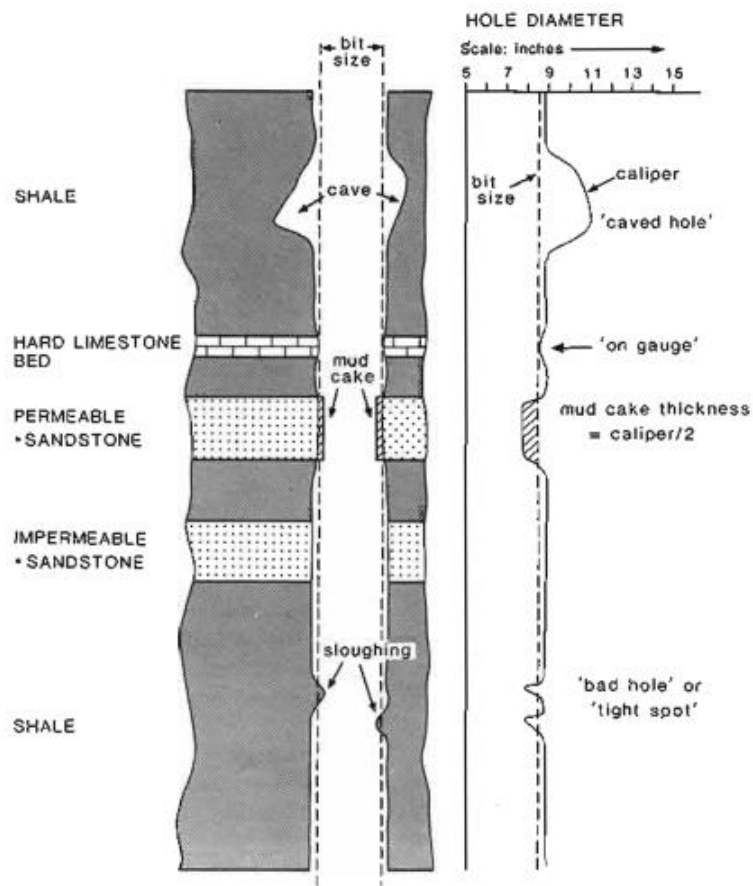 HOLE DIAMETER
bit
size
Scale: inches
5 7 9 11 13 15
SHALE
cave
bit
size
caliper
'caved hole'
HARD LIMESTONE
BED
mud
cake
'on gauge'
PERMEABLE
SANDSTONE
mud cake thickness
= caliper/2
IMPERMEABLE
SANDSTONE
sloughing
'bad hole' or
'tight spot'
SHALE